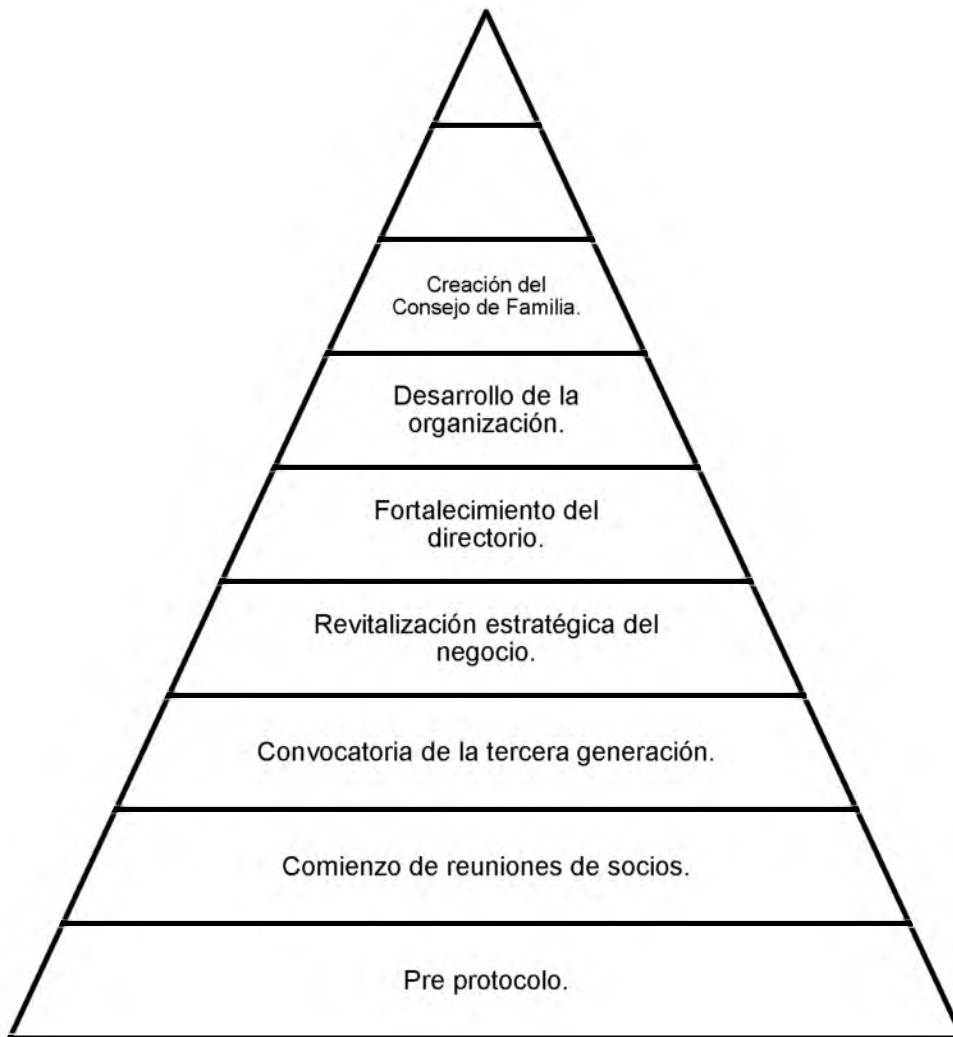 Creación del
Consejo de Familia.
Desarrollo de la
organización.
Fortalecimiento del
directorio.
Revitalización estratégica del
negocio.
Convocatoria de la tercera generación.
Comienzo de reuniones de socios.
Pre protocolo.